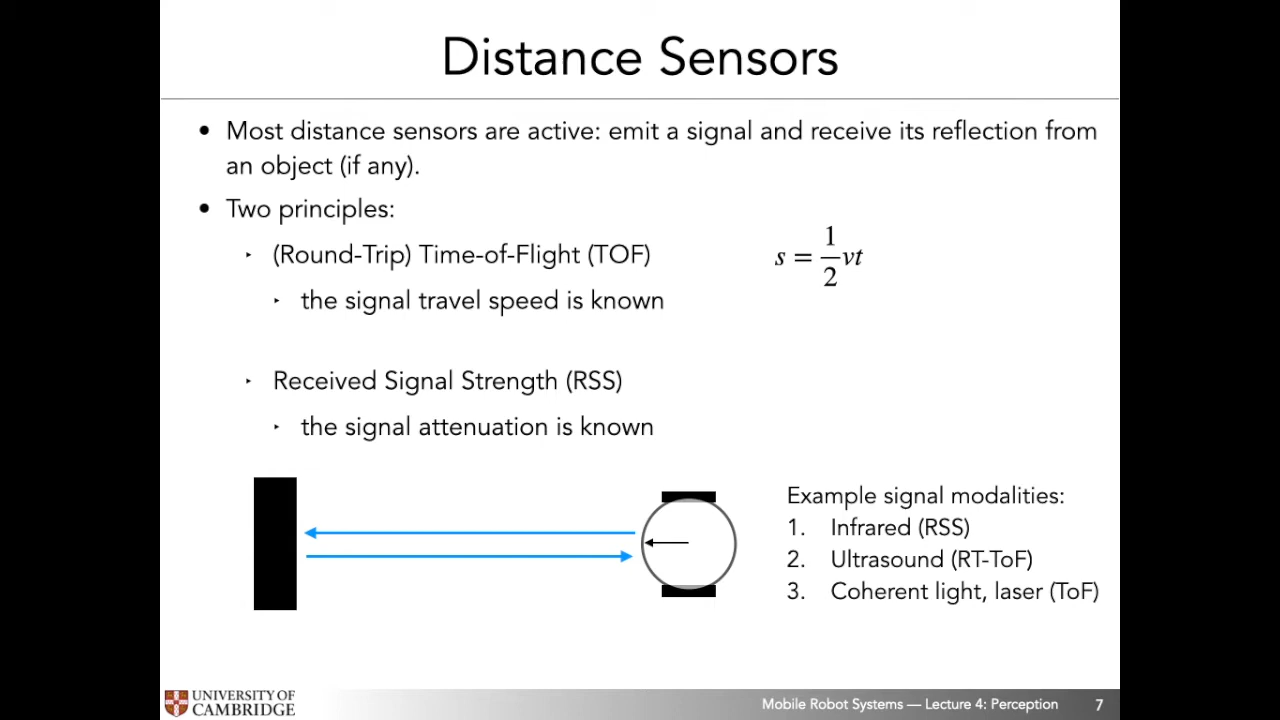 Distance Sensors
• Most distance sensors are active: emit a signal and receive its reflection from
an object (if any).
• Two principles:
‣ (Round-Trip) Time-of-Flight (TOF)
s = \frac{1}{2}vt
‣ the signal travel speed is known
‣ Received Signal Strength (RSS)
‣ the signal attenuation is known
Example signal modalities:
1. Infrared (RSS)
2. Ultrasound (RT-ToF)
3. Coherent light, laser (ToF)
UNIVERSITY OF
CAMBRIDGE
Mobile Robot Systems — Lecture 4: Perception 7